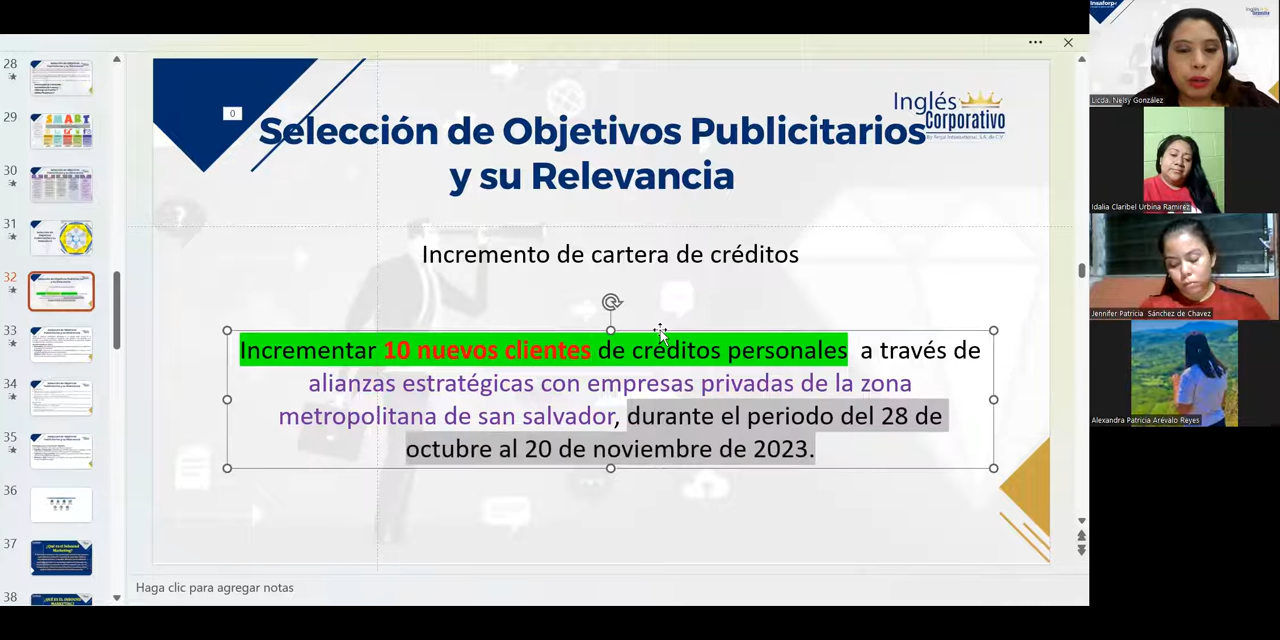 28
29
SMART
30
31
32
33
34
35
36
37
38
0
Inglés
Corporativo
Selección de Objetivos Publicitarios
y su Relevancia
Incremento de cartera de créditos
Incrementar 10 nuevos clientes de créditos personales a través de
alianzas estratégicas con empresas privadas de la zona
metropolitana de san salvador, durante el periodo del 28 de
octubre al 20 de noviembre de 2023.
Haga clic para agregar notas
Insaforp
Licda. Nelsy González
Idalia Claribel Urbina Ramirez
Jennifer Patricia Sánchez de Chavez
Alexandra Patricia Arévalo Reyes